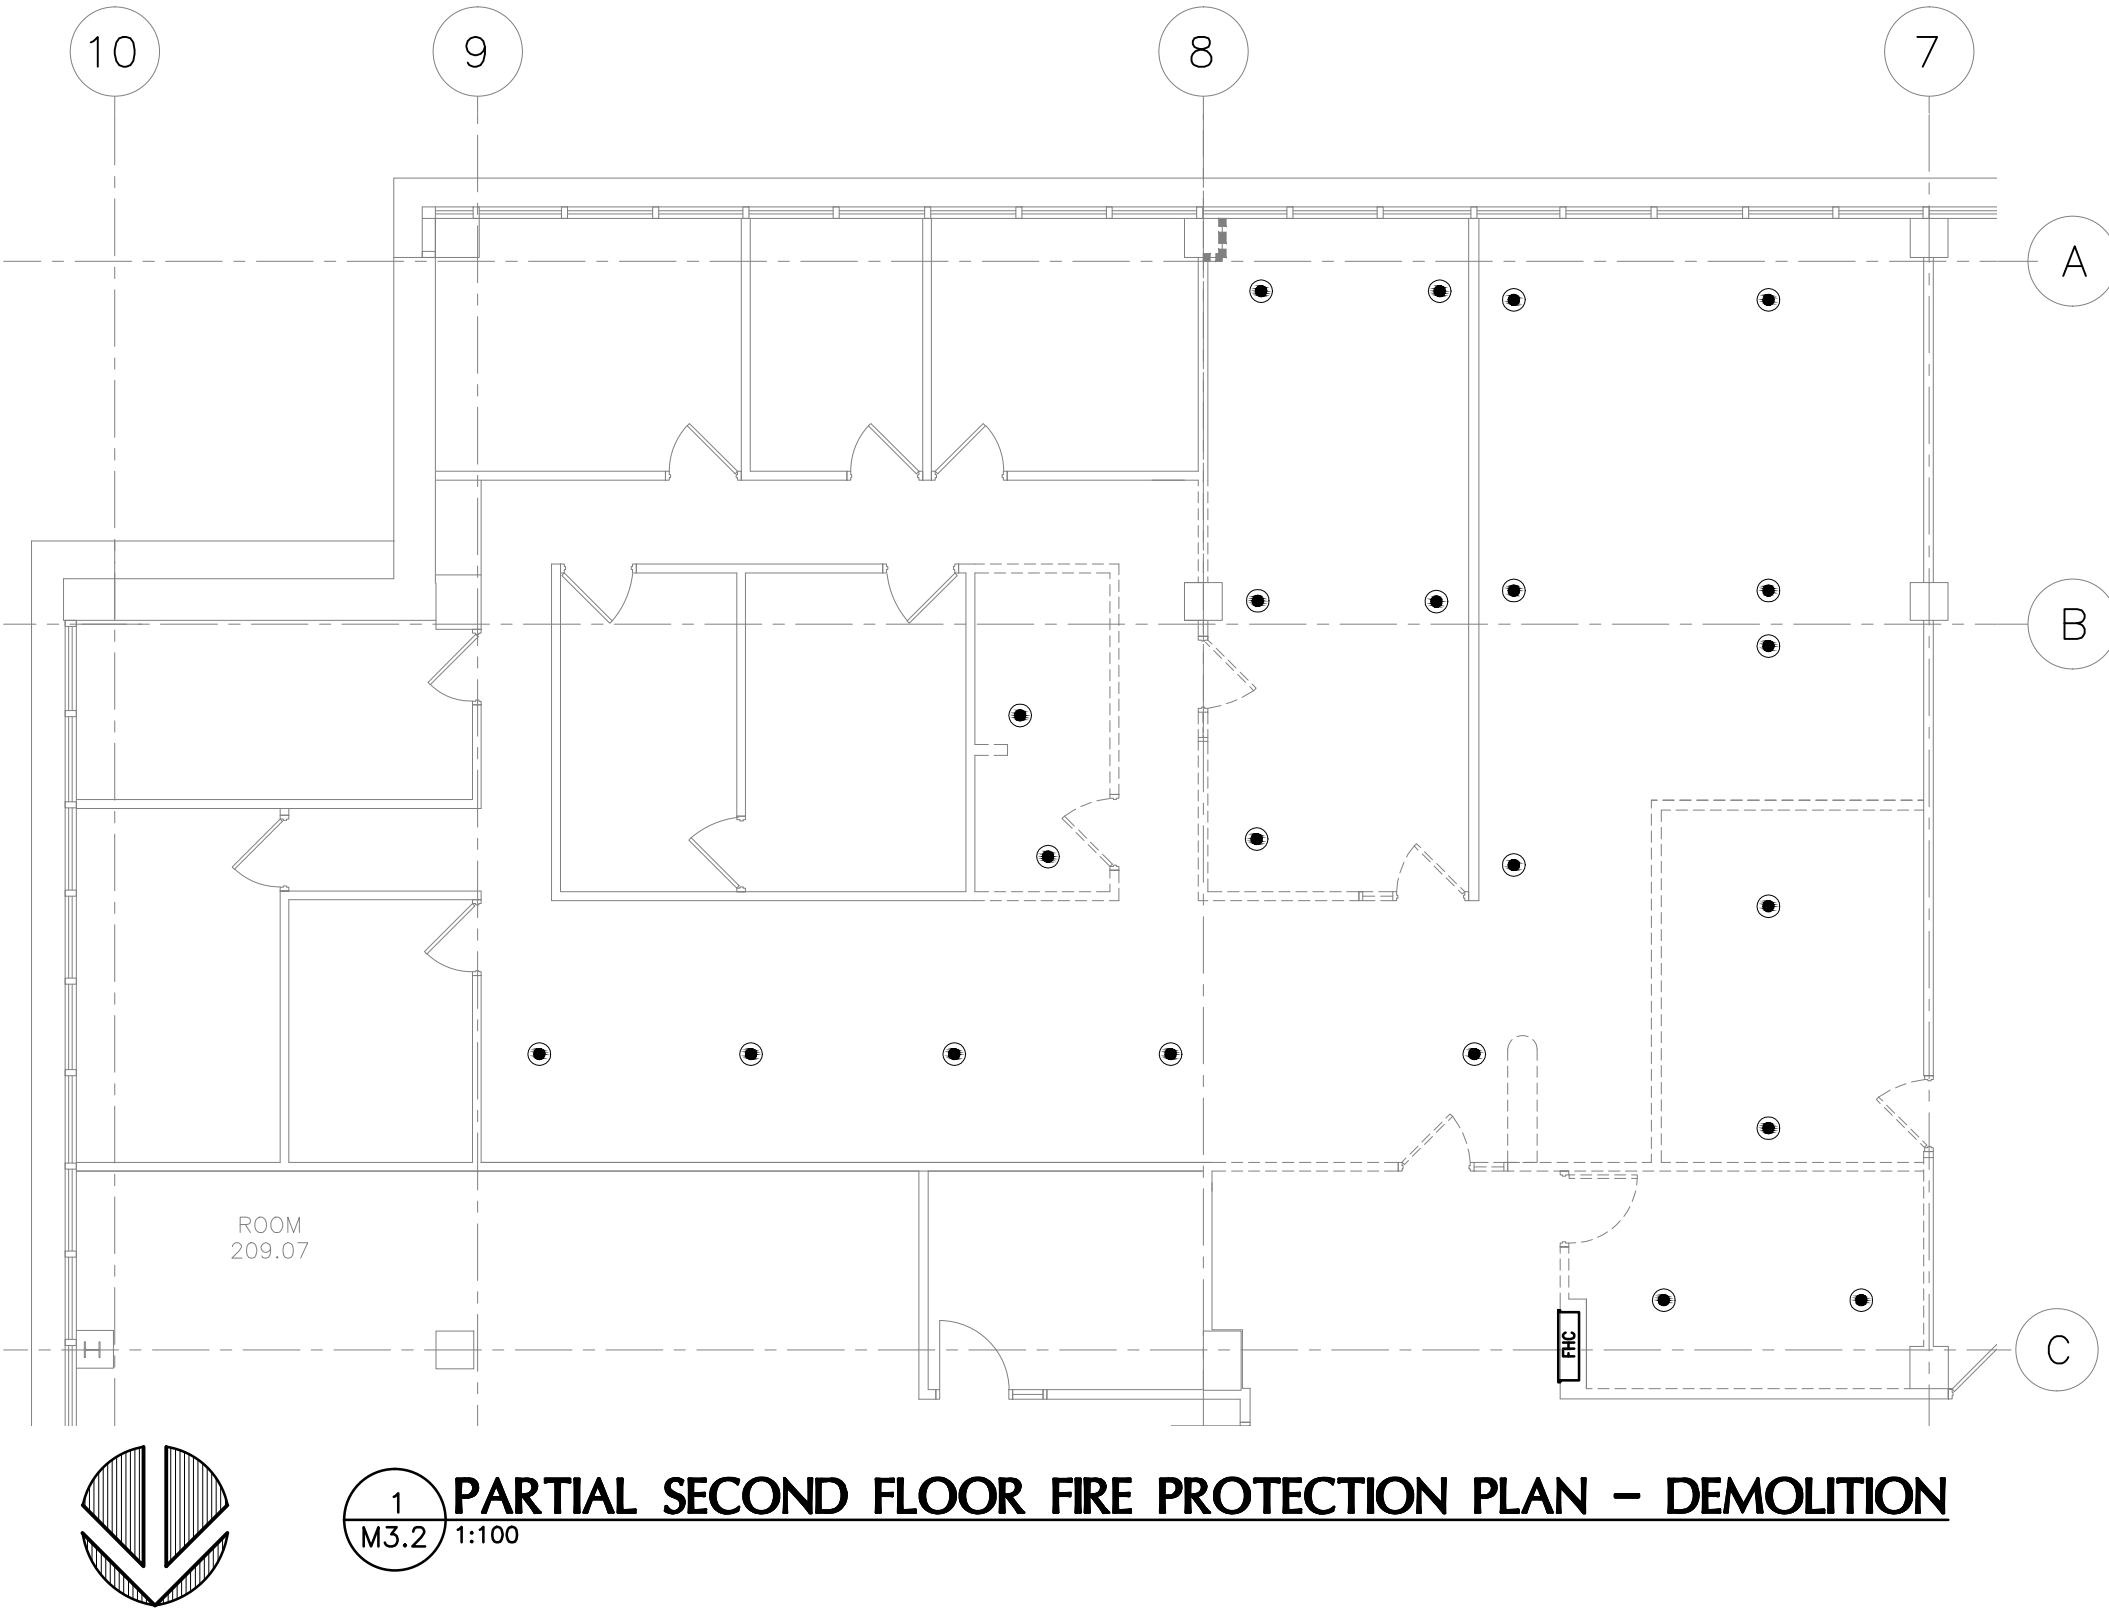 10
9
8
7
A
B
ROOM
209.07
H
FHC
C
1
M3.2
PARTIAL SECOND FLOOR FIRE PROTECTION PLAN - DEMOLITION
1:100